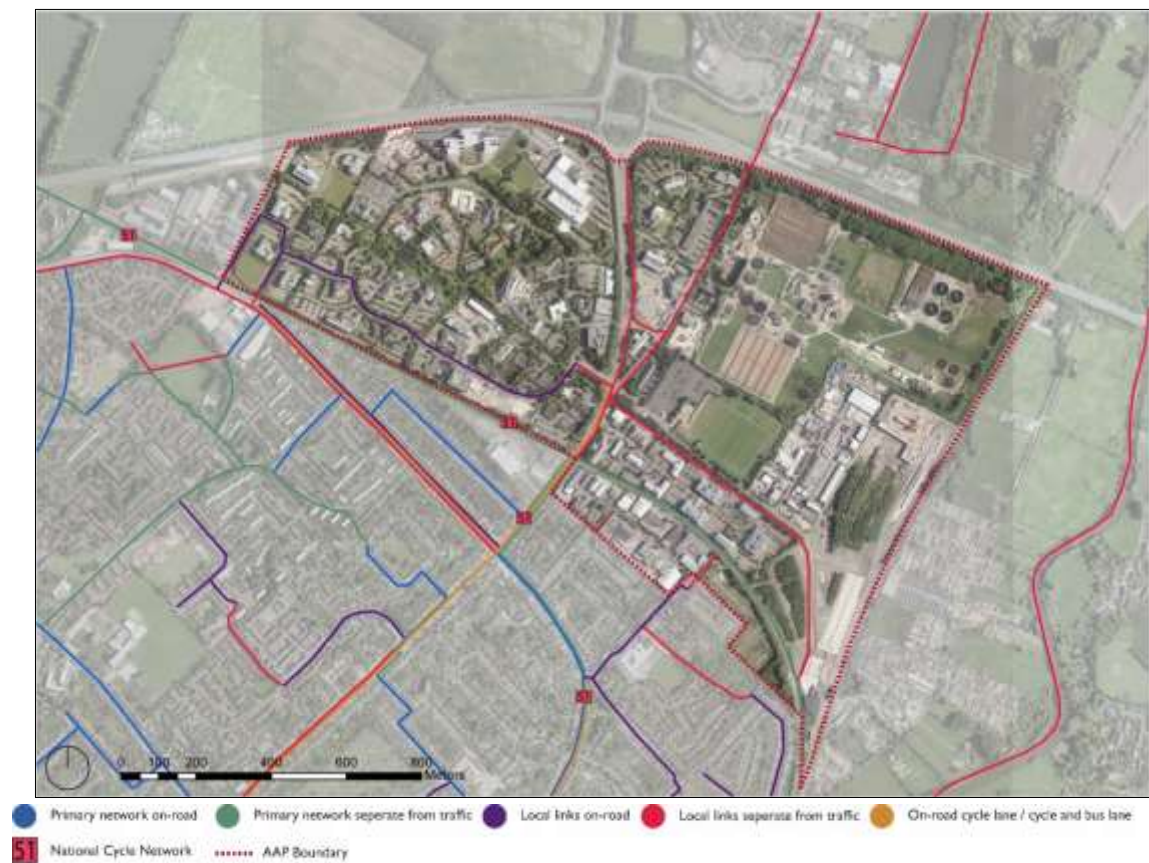 51
51
51
51
0 100 200 400 600 800
Meters
Primary network on-road Primary network seperate from traffic Local links on-road Local links seperate from traffic On-road cycle lane / cycle and bus lane
51 National Cycle Network AAP Boundary